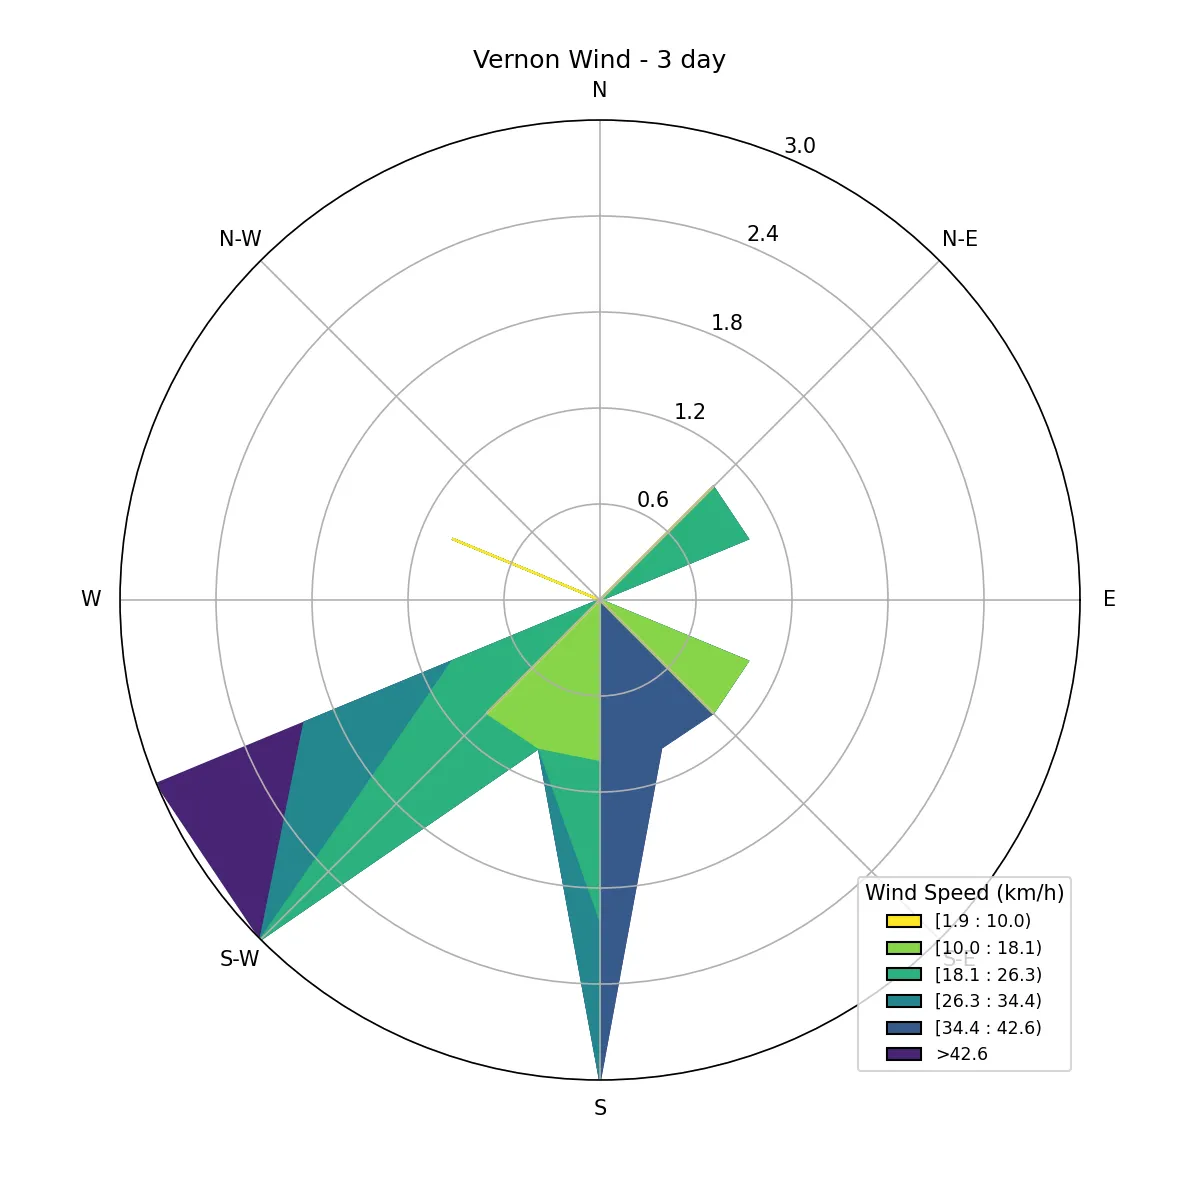 Vernon Wind - 3 day
N
3.0
2.4
N-W
N-E
1.8
1.2
0.6
W
E
Wind Speed (km/h)
[1.9 : 10.0)
[10.0 : 18.1)
S-W
S-E
[18.1 : 26.3)
[26.3 : 34.4)
[34.4 : 42.6)
>42.6
S